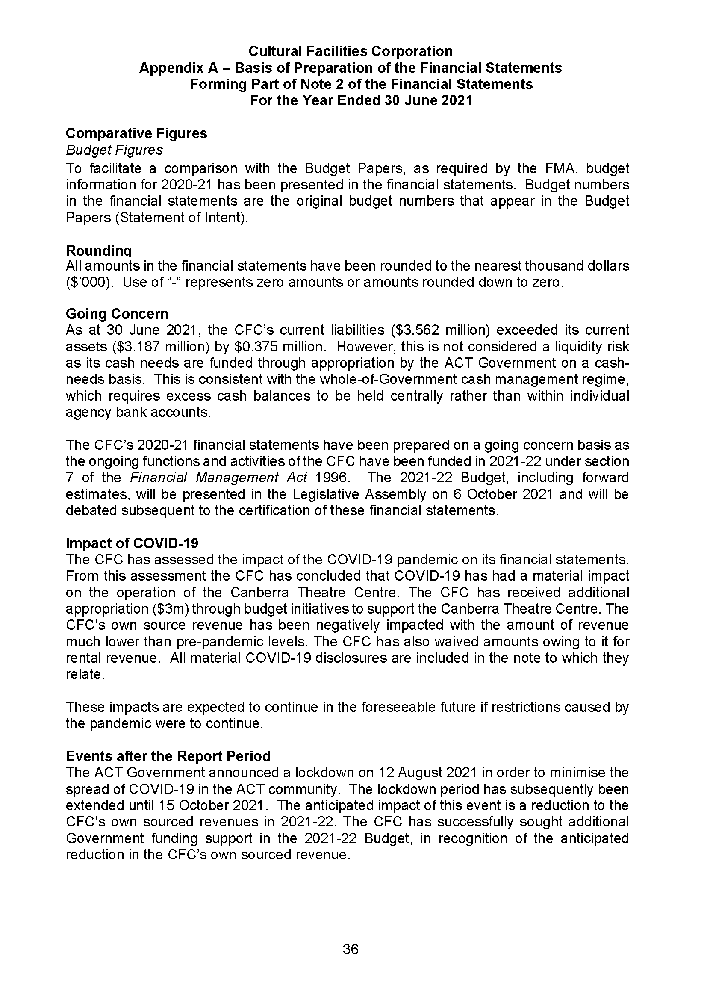 Cultural Facilities Corporation
Appendix A – Basis of Preparation of the Financial Statements
Forming Part of Note 2 of the Financial Statements
For the Year Ended 30 June 2021
Comparative Figures
Budget Figures
To facilitate a comparison with the Budget Papers, as required by the FMA, budget
information for 2020-21 has been presented in the financial statements.  Budget numbers
in the financial statements are the original budget numbers that appear in the Budget
Papers (Statement of Intent).
Rounding
All amounts in the financial statements have been rounded to the nearest thousand dollars
($’000).  Use of “-” represents zero amounts or amounts rounded down to zero.
Going Concern
As at 30 June 2021, the CFC’s current liabilities ($3.562 million) exceeded its current
assets ($3.187 million) by $0.375 million.  However, this is not considered a liquidity risk
as its cash needs are funded through appropriation by the ACT Government on a cash-
needs basis.  This is consistent with the whole-of-Government cash management regime,
which requires excess cash balances to be held centrally rather than within individual
agency bank accounts.
The CFC’s 2020-21 financial statements have been prepared on a going concern basis as
the ongoing functions and activities of the CFC have been funded in 2021-22 under section
7 of the Financial Management Act 1996.  The 2021-22 Budget, including forward
estimates, will be presented in the Legislative Assembly on 6 October 2021 and will be
debated subsequent to the certification of these financial statements.
Impact of COVID-19
The CFC has assessed the impact of the COVID-19 pandemic on its financial statements.
From this assessment the CFC has concluded that COVID-19 has had a material impact
on the operation of the Canberra Theatre Centre. The CFC has received additional
appropriation ($3m) through budget initiatives to support the Canberra Theatre Centre. The
CFC’s own source revenue has been negatively impacted with the amount of revenue
much lower than pre-pandemic levels. The CFC has also waived amounts owing to it for
rental revenue.  All material COVID-19 disclosures are included in the note to which they
relate.
These impacts are expected to continue in the foreseeable future if restrictions caused by
the pandemic were to continue.
Events after the Report Period
The ACT Government announced a lockdown on 12 August 2021 in order to minimise the
spread of COVID-19 in the ACT community.  The lockdown period has subsequently been
extended until 15 October 2021.  The anticipated impact of this event is a reduction to the
CFC’s own sourced revenues in 2021-22. The CFC has successfully sought additional
Government funding support in the 2021-22 Budget, in recognition of the anticipated
reduction in the CFC’s own sourced revenue.
36